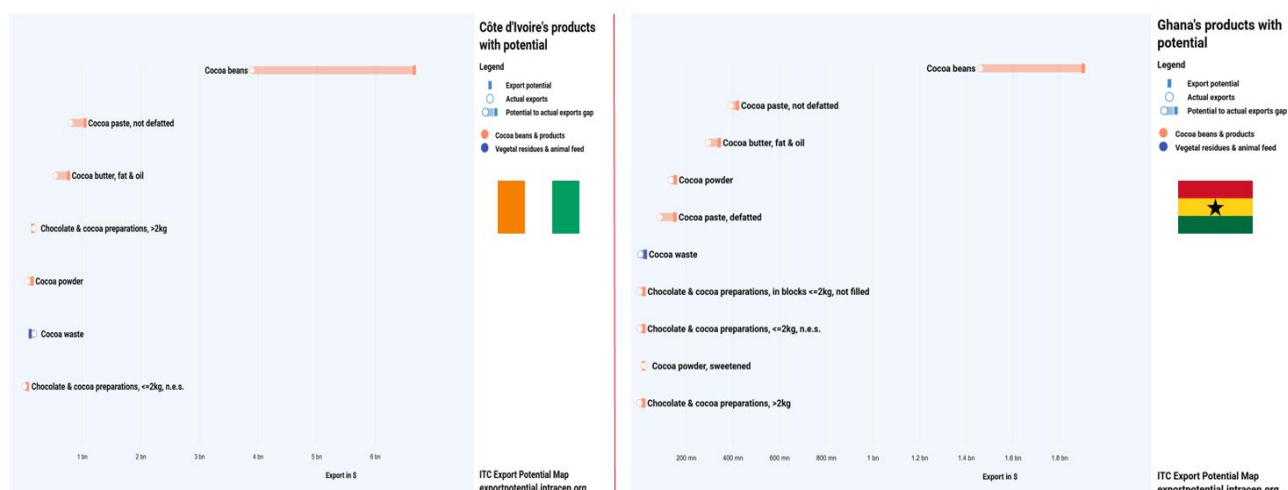 Côte d'Ivoire's products
with potential
Legend
Export potential
Actual exports
Potential to actual exports gap
Cocoa beans & products
Vegetal residues & animal feed
Cocoa beans
Cocoa paste, not defatted
Cocoa butter, fat & oil
Chocolate & cocoa preparations, >2kg
Cocoa powder
Cocoa waste
Chocolate & cocoa preparations, <=2kg, n.e.s.
1 bn 2 bn 3 bn 4 bn 5 bn 6 bn
Export in $
ITC Export Potential Map
exportpotential.intracen.org
Ghana's products with
potential
Legend
Export potential
Actual exports
Potential to actual exports gap
Cocoa beans & products
Vegetal residues & animal feed
Cocoa beans
Cocoa paste, not defatted
Cocoa butter, fat & oil
Cocoa powder
Cocoa paste, defatted
Cocoa waste
Chocolate & cocoa preparations, in blocks <=2kg, not filled
Chocolate & cocoa preparations, <=2kg, n.e.s.
Cocoa powder, sweetened
Chocolate & cocoa preparations, >2kg
200 mn 400 mn 600 mn 800 mn 1 bn 1.2 bn 1.4 bn 1.6 bn 1.8 bn
Export in $
ITC Export Potential Map
exportpotential.intracen.org